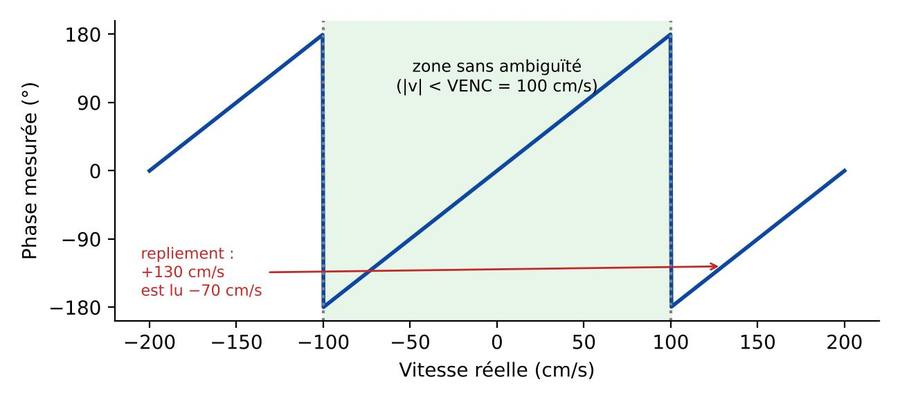 180
90
0
−90
−180
Phase mesurée (°)
zone sans ambiguïté
(|v| < VENC = 100 cm/s)
repliement :
+130 cm/s
est lu −70 cm/s
−200 −150 −100 −50 0 50 100 150 200
Vitesse réelle (cm/s)